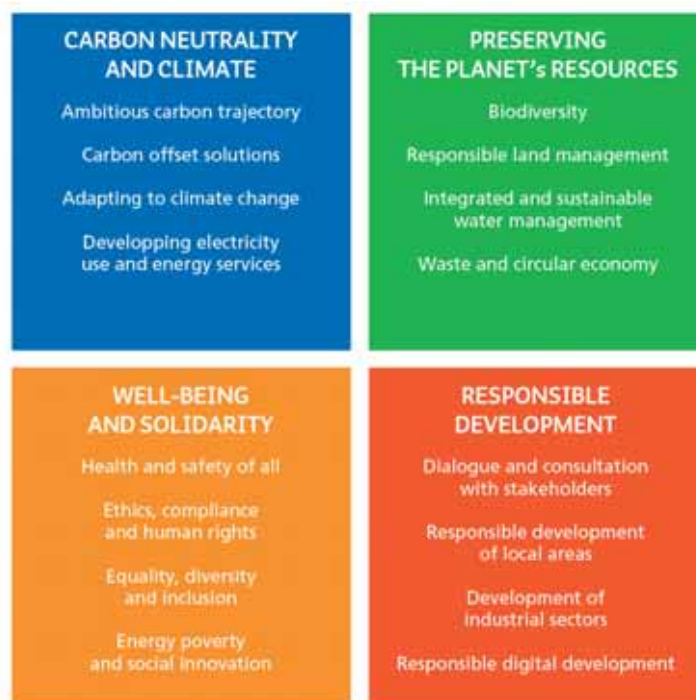 CARBON NEUTRALITY
AND CLIMATE
Ambitious carbon trajectory
Carbon offset solutions
Adapting to climate change
Developping electricity
use and energy services
PRESERVING
THE PLANET's RESOURCES
Biodiversity
Responsible land management
Integrated and sustainable
water management
Waste and circular economy
WELL-BEING
AND SOLIDARITY
Health and safety of all
Ethics, compliance
and human rights
Equality, diversity
and inclusion
Energy poverty
and social innovation
RESPONSIBLE
DEVELOPMENT
Dialogue and consultation
with stakeholders
Responsible development
of local areas
Development of
industrial sectors
Responsible digital development